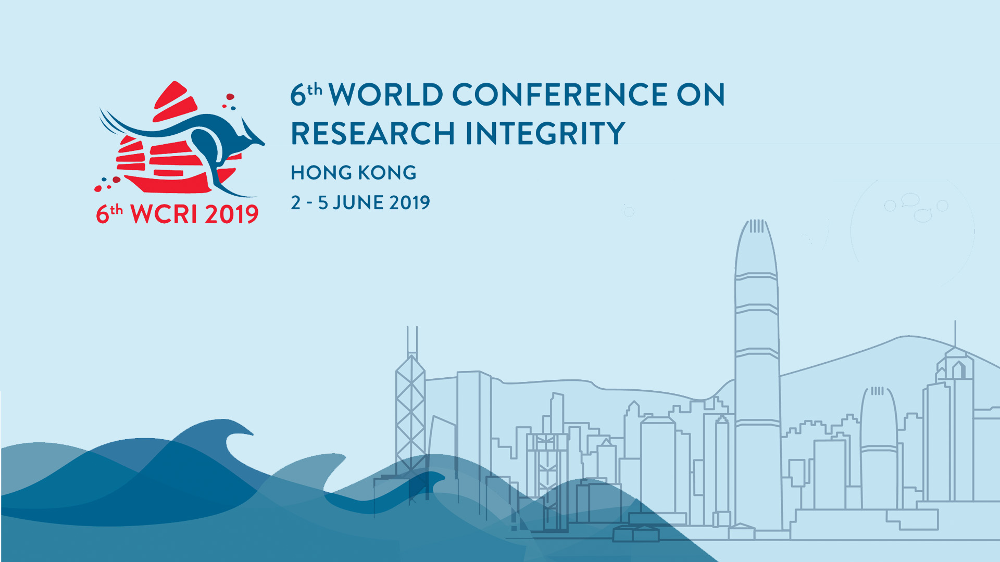 6th WORLD CONFERENCE ON
RESEARCH INTEGRITY
HONG KONG
2 - 5 JUNE 2019
6th WCRI 2019